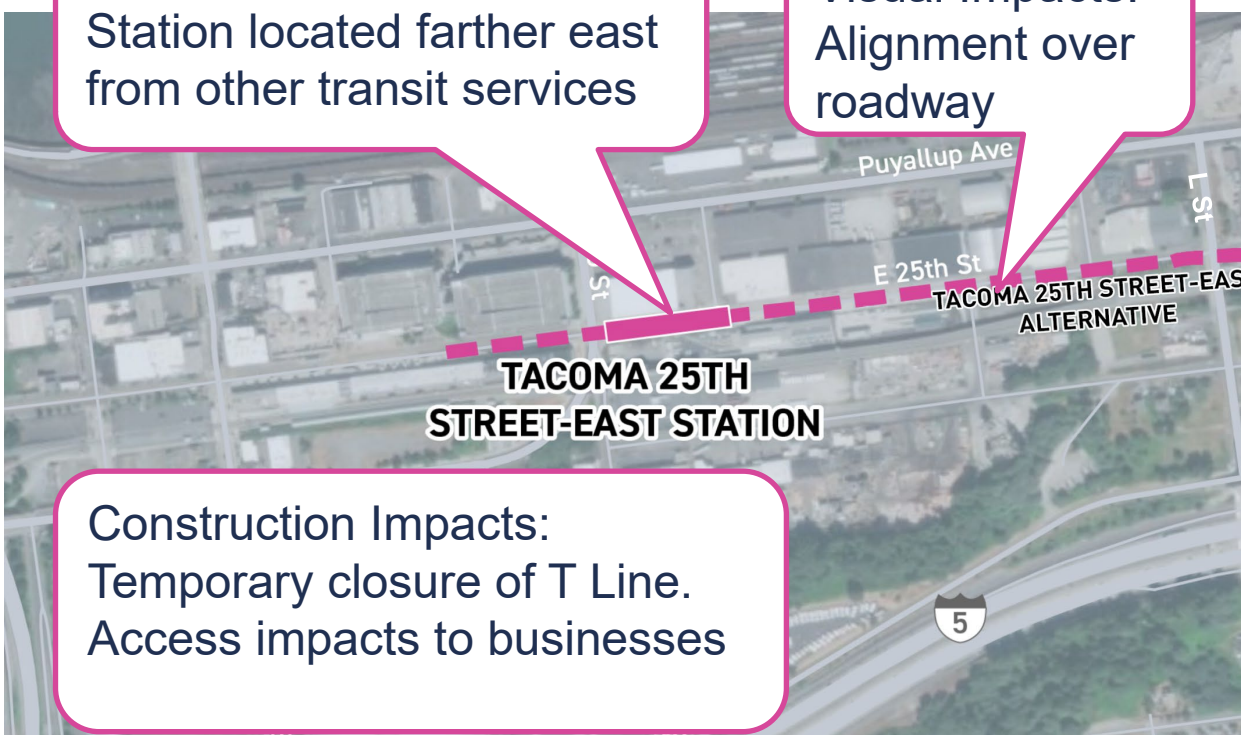 Station located farther east
from other transit services
Visual Impacts:
Alignment over
roadway
Puyallup Ave
L St
St
E 25th St
TACOMA 25TH STREET-EAS
ALTERNATIVE
TACOMA 25TH
STREET-EAST STATION
Construction Impacts:
Temporary closure of T Line.
Access impacts to businesses
5